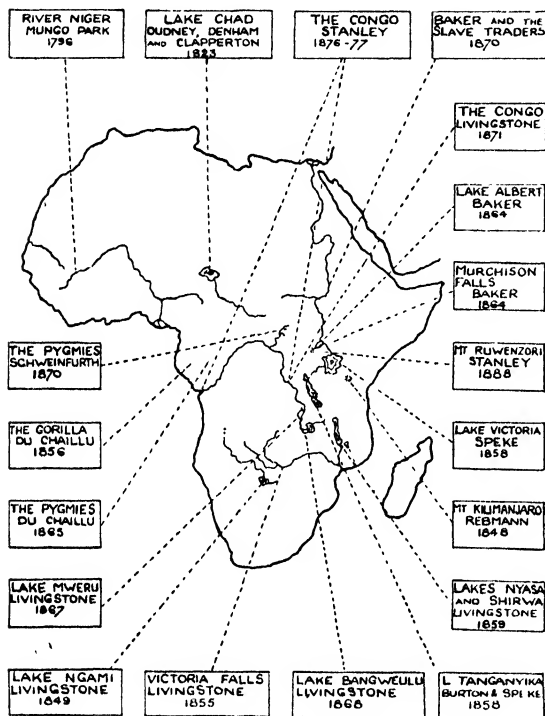 RIVER NIGER
MUNGO PARK
1796
LAKE CHAD
OUDNEY, DENHAM
AND CLAPPERTON
1823
THE CONGO
STANLEY
1876-77
BAKER AND THE
SLAVE TRADERS
1870
THE CONGO
LIVINGSTONE
1871
LAKE ALBERT
BAKER
1864
MURCHISON
FALLS
BAKER
1864
THE PYGMIES
SCHWEINFURTH
1870
MT RUWENZORI
STANLEY
1888
THE GORILLA
DU CHAILLU
1856
LAKE VICTORIA
SPEKE
1858
THE PYGMIES
DU CHAILLU
1865
MT KILIMANJARO
REBMANN
1848
LAKE MWERU
LIVINGSTONE
1867
LAKES NYASA
AND SHIRWA
LIVINGSTONE
1859
LAKE NGAMI
LIVINGSTONE
1849
VICTORIA FALLS
LIVINGSTONE
1855
LAKE BANGWEULU
LIVINGSTONE
1868
L TANGANYIKA
BURTON & SPEKE
1858